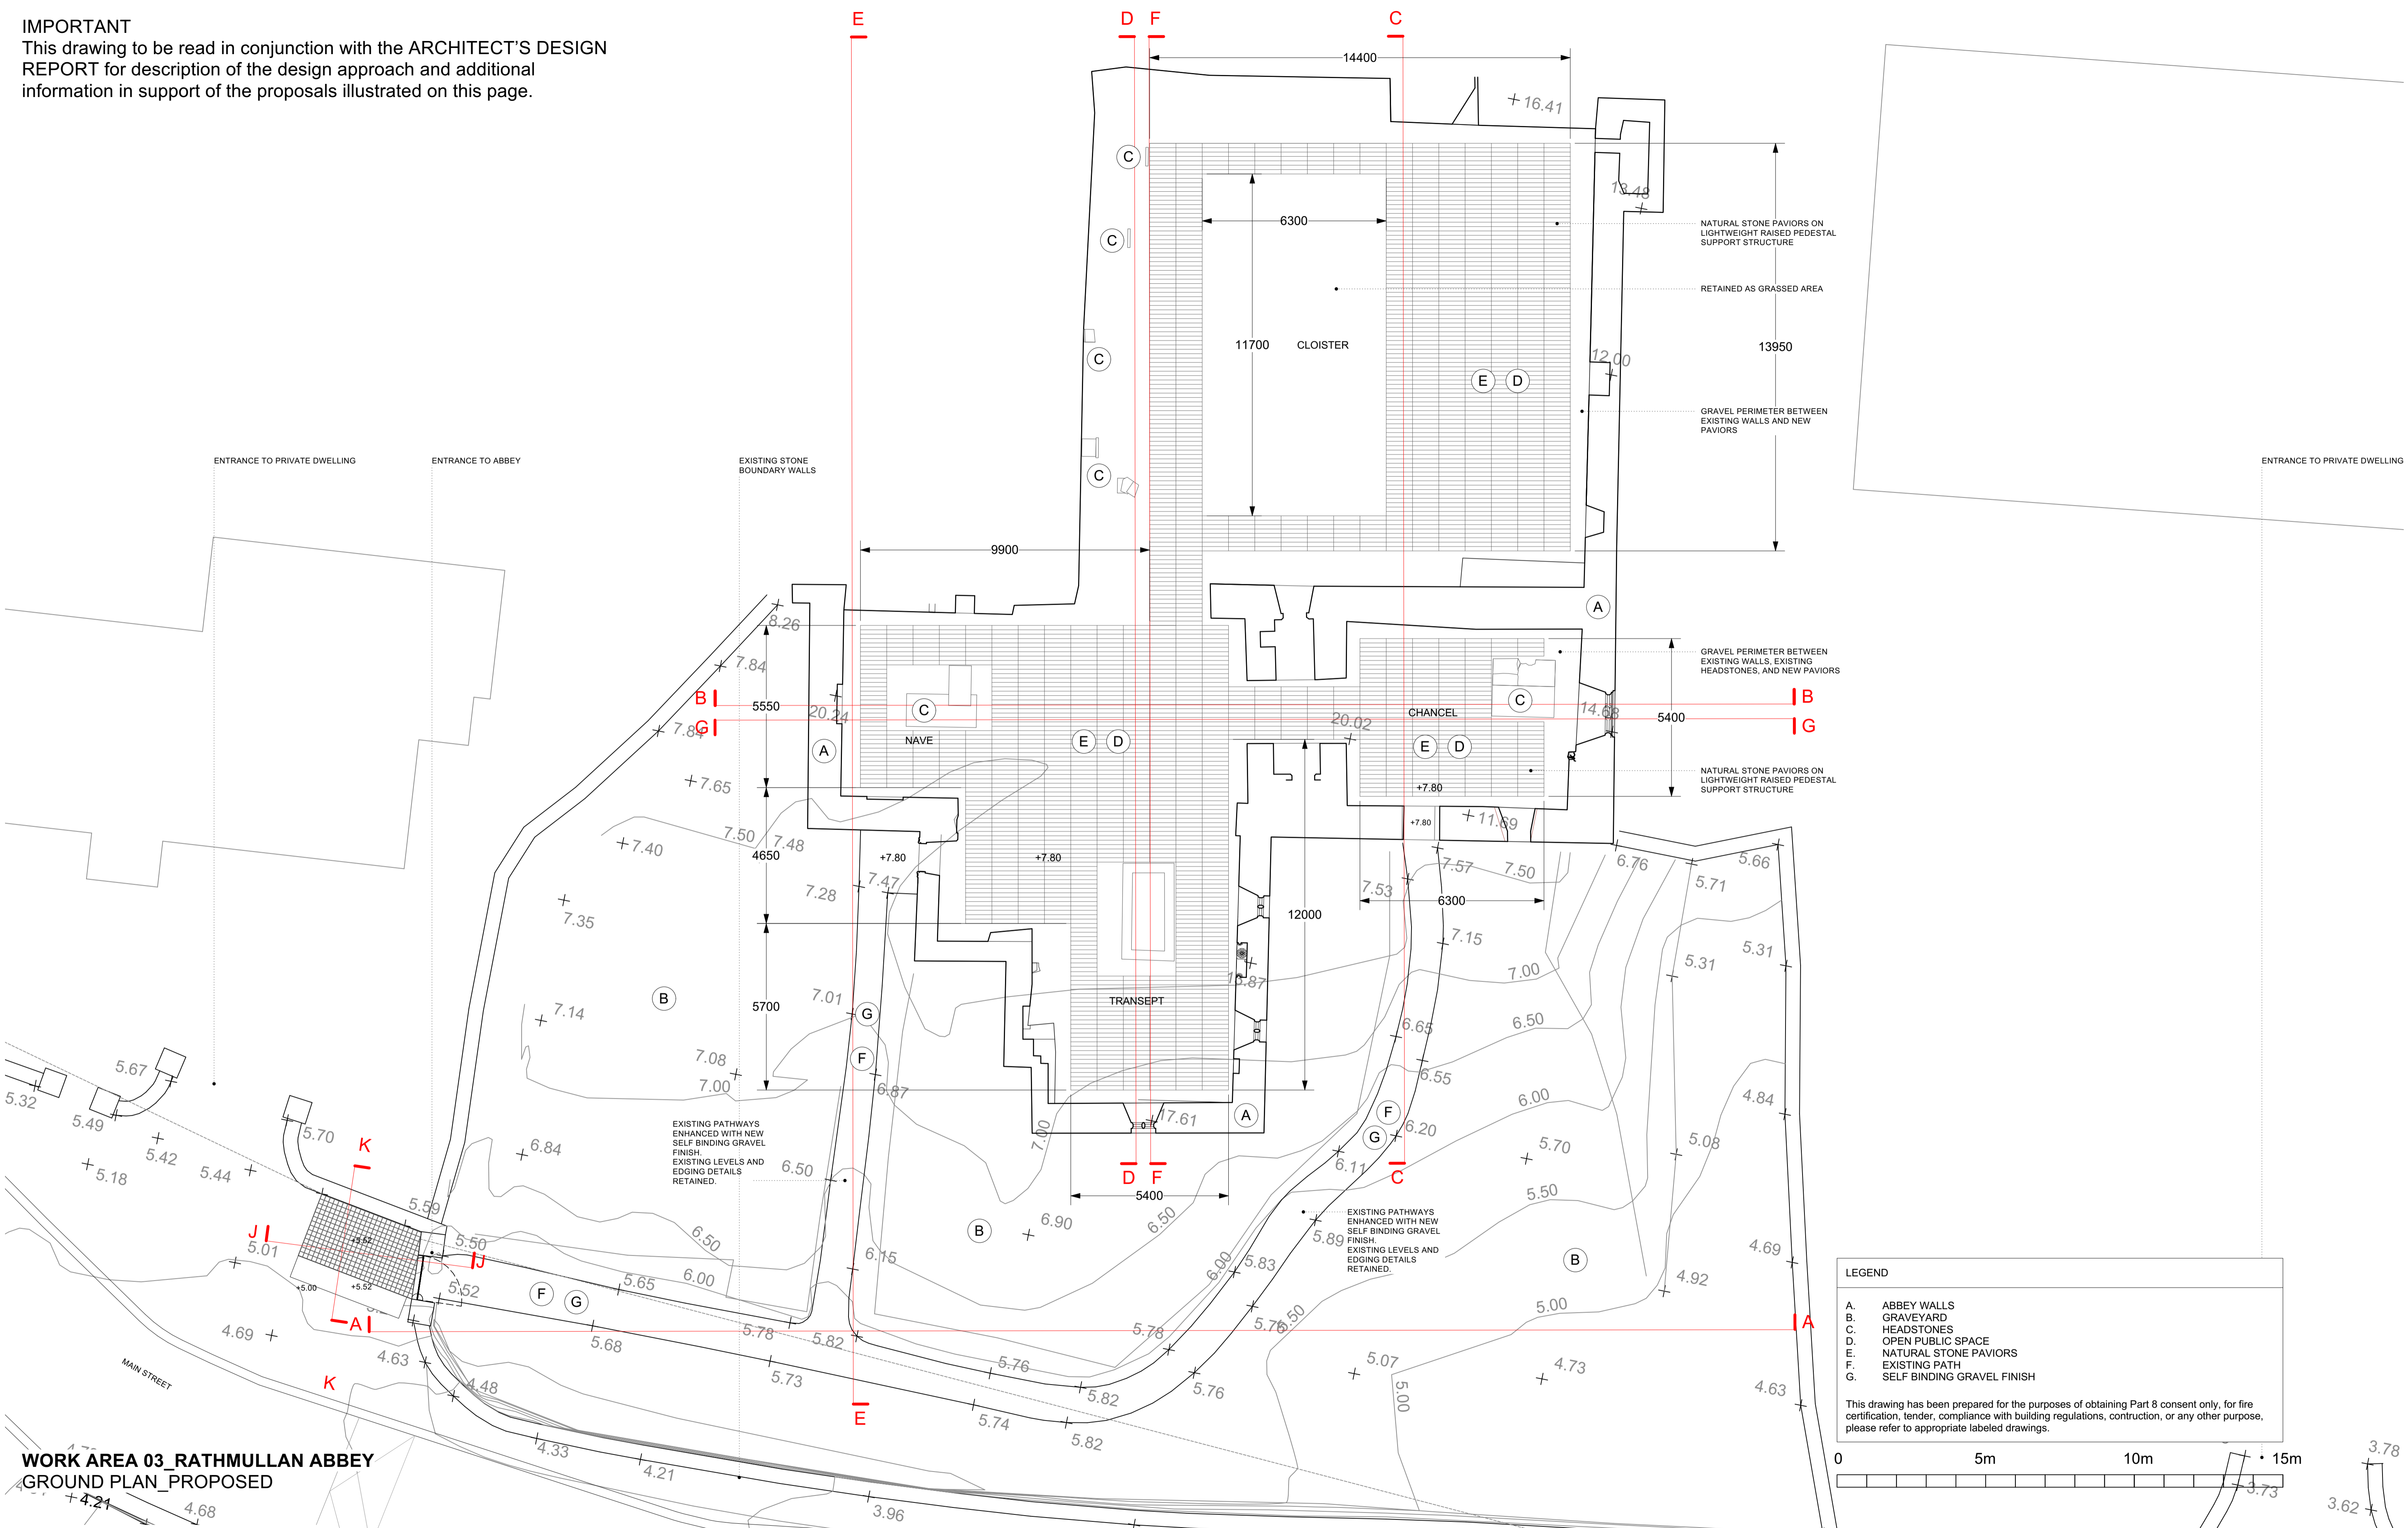 IMPORTANT
This drawing to be read in conjunction with the ARCHITECT'S DESIGN
REPORT for description of the design approach and additional
information in support of the proposals illustrated on this page.
E
D
F
C
14400
16.41
C
13.48
6300
NATURAL STONE PAVIORS ON
LIGHTWEIGHT RAISED PEDESTAL
SUPPORT STRUCTURE
C
RETAINED AS GRASSED AREA
11700
CLOISTER
13950
C
12.00
E
D
GRAVEL PERIMETER BETWEEN
EXISTING WALLS AND NEW
PAVIORS
ENTRANCE TO PRIVATE DWELLING
ENTRANCE TO ABBEY
EXISTING STONE
BOUNDARY WALLS
ENTRANCE TO PRIVATE DWELLING
C
9900
A
8.26
GRAVEL PERIMETER BETWEEN
EXISTING WALLS, EXISTING
HEADSTONES, AND NEW PAVIORS
7.84
B
5550
20.24
C
C
B
14.68
5400
G
7.84
20.02
CHANCEL
G
NAVE
A
E
D
E
D
7.65
NATURAL STONE PAVIORS ON
LIGHTWEIGHT RAISED PEDESTAL
SUPPORT STRUCTURE
+7.80
+7.80
11.69
7.50
7.48
7.40
4650
+7.80
+7.80
7.57
7.50
6.76
5.66
7.47
7.28
7.53
5.71
6300
7.35
12000
7.15
5.31
5.31
7.00
B
7.01
5700
TRANSEPT
7.14
G
6.50
6.65
F
7.08
7.00
5.67
6.87
6.55
5.32
6.00
4.84
5.49
A
F
17.61
G
6.20
5.70
EXISTING PATHWAYS
ENHANCED WITH NEW
SELF BINDING GRAVEL
FINISH.
EXISTING LEVELS AND
EDGING DETAILS
RETAINED.
7.00
5.70
5.08
K
6.84
5.42
5.44
5.18
6.50
6.11
D
F
C
5400
5.50
5.59
6.90
6.50
B
EXISTING PATHWAYS
ENHANCED WITH NEW
SELF BINDING GRAVEL
FINISH.
EXISTING LEVELS AND
EDGING DETAILS
RETAINED.
J
5.01
+5.52
5.50
J
6.50
6.15
5.89
B
4.69
6.00
5.83
+5.00
+5.52
5.52
5.65
6.00
F
G
4.92
5.00
A
4.69
5.68
5.78
5.82
5.78
5.50
A
4.63
MAIN STREET
K
4.48
5.73
5.76
5.82
5.76
5.07
4.73
5.00
4.63
5.74
E
5.82
4.33
4.21
3.96
LEGEND
A. ABBEY WALLS
B. GRAVEYARD
C. HEADSTONES
D. OPEN PUBLIC SPACE
E. NATURAL STONE PAVIORS
F. EXISTING PATH
G. SELF BINDING GRAVEL FINISH
This drawing has been prepared for the purposes of obtaining Part 8 consent only, for fire
certification, tender, compliance with building regulations, contruction, or any other purpose,
please refer to appropriate labeled drawings.
0
5m
10m
15m
3.78
3.73
3.62
WORK AREA 03_RATHMULLAN ABBEY
GROUND PLAN_PROPOSED
4.21
4.68